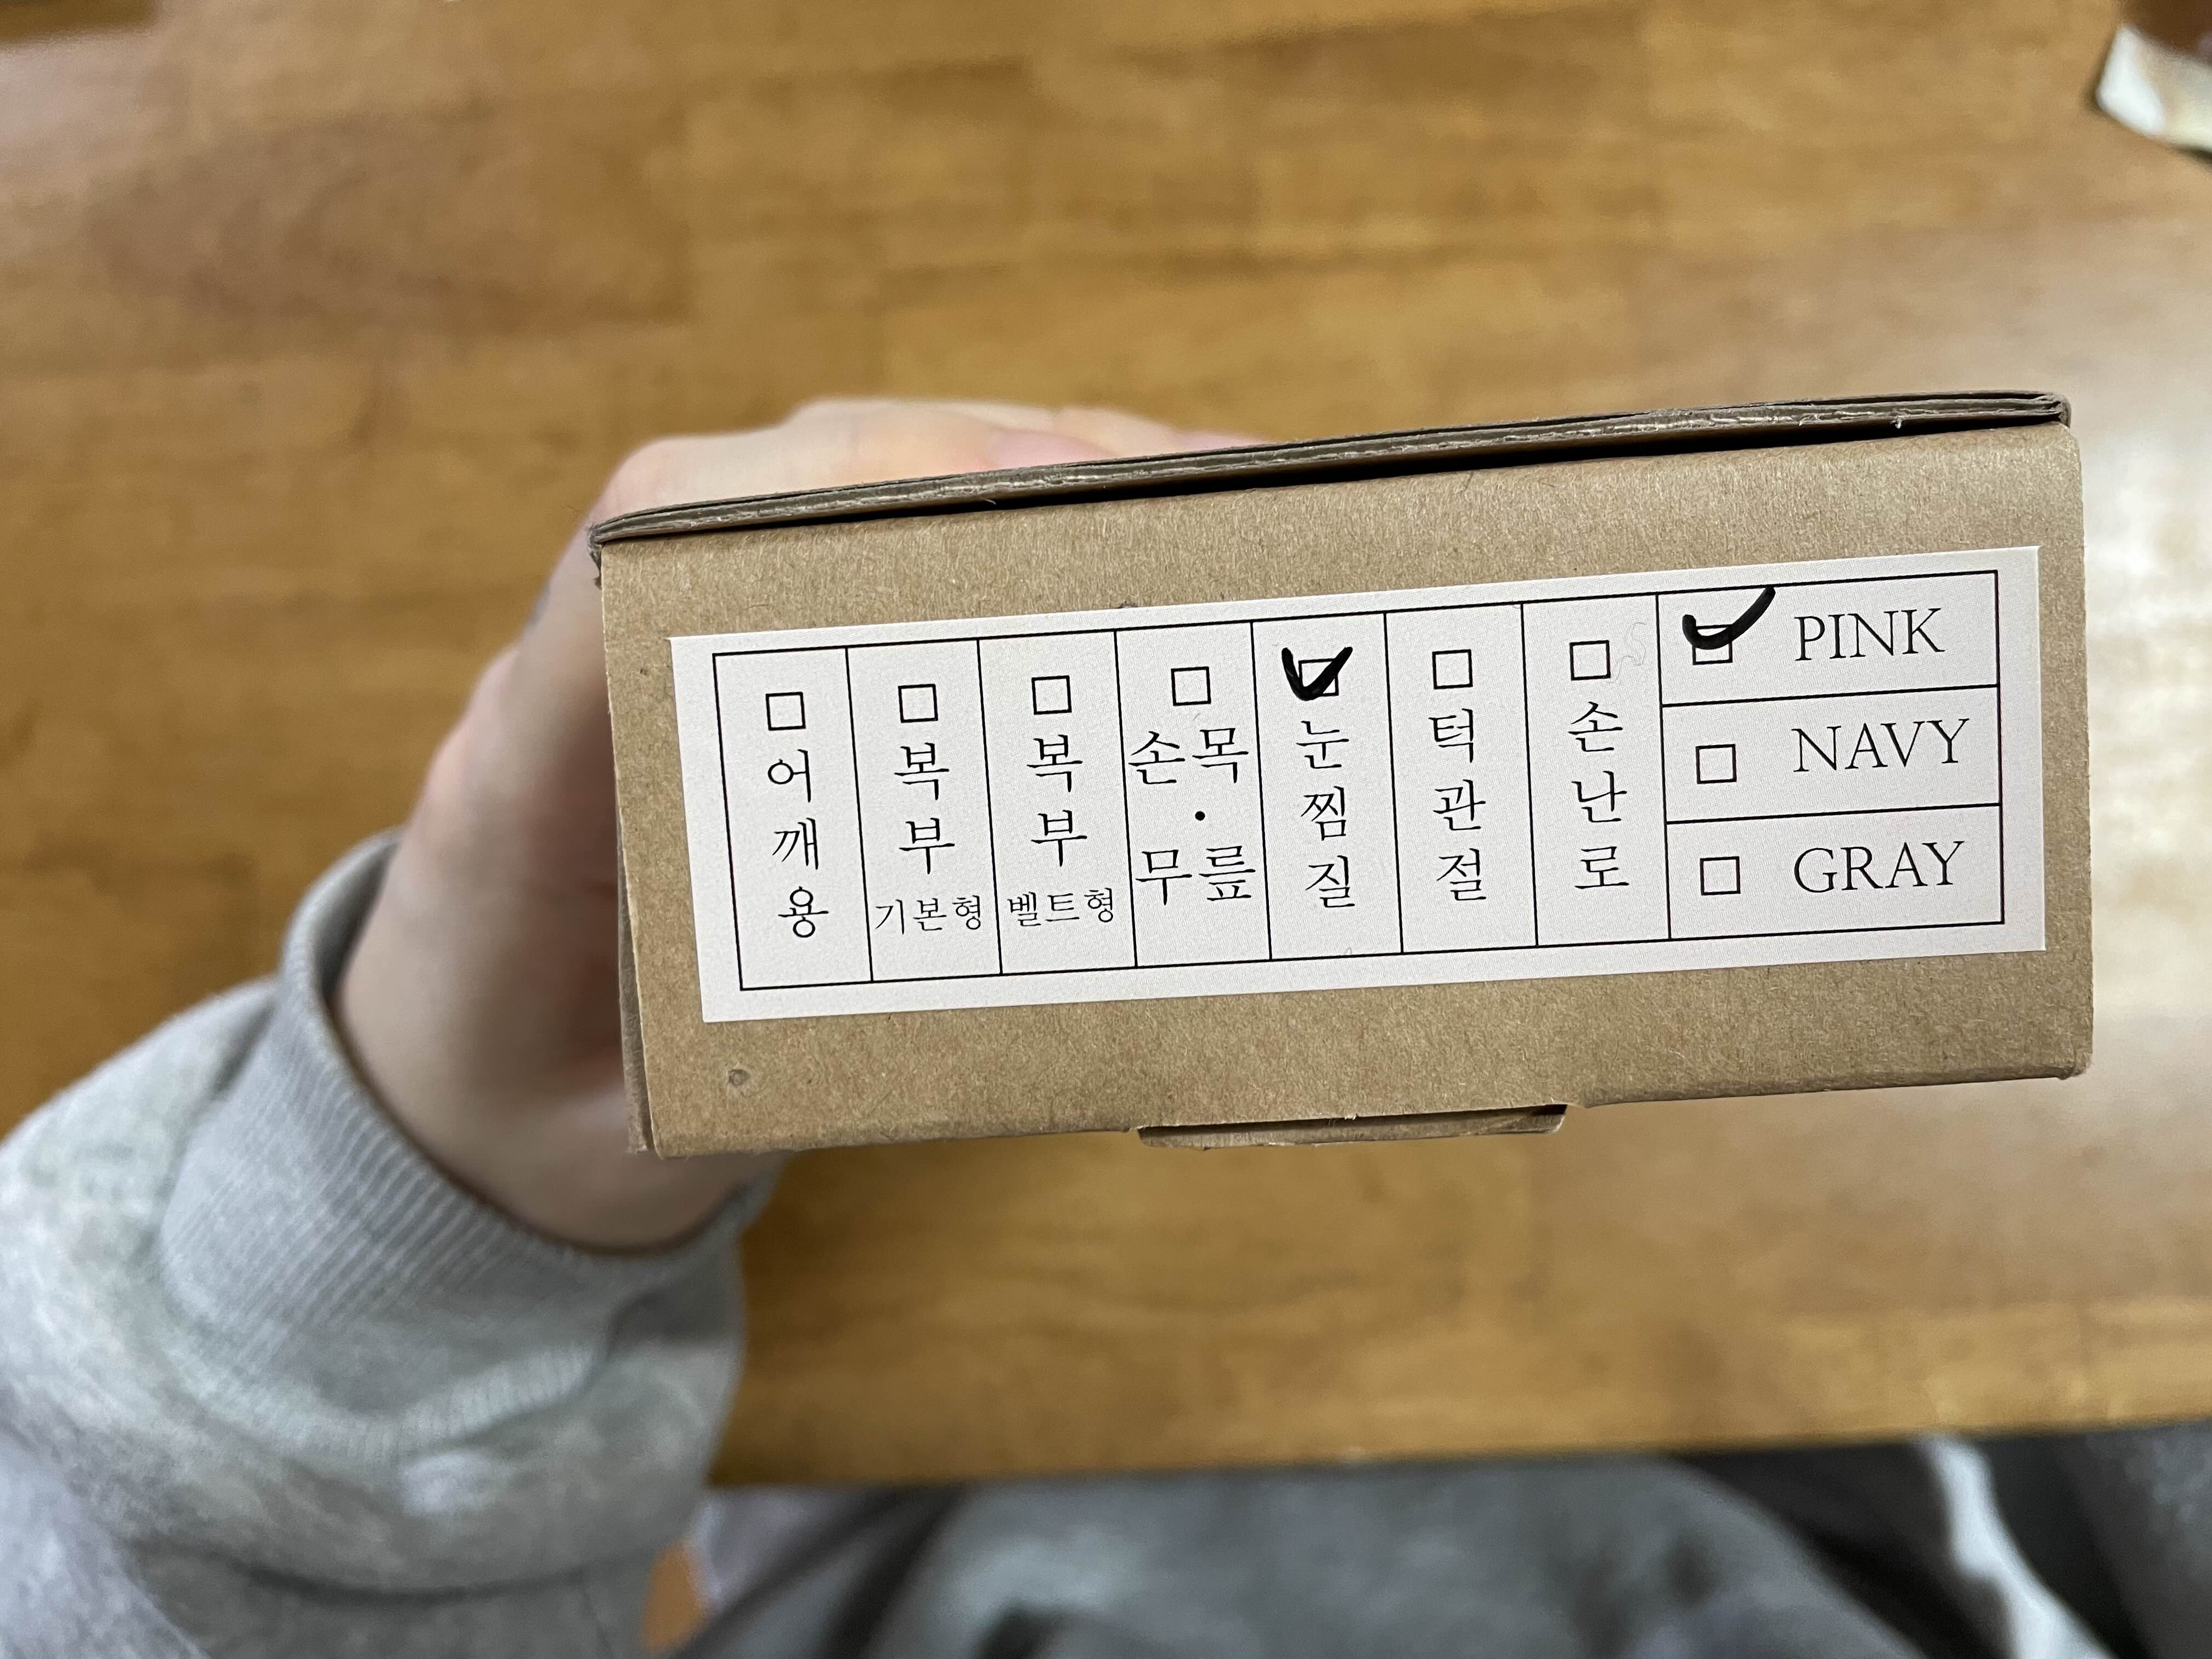 어깨용
복부
기본형
복부
벨트형
손목
·
무릎
눈찜질
턱관절
손난로
PINK
NAVY
GRAY